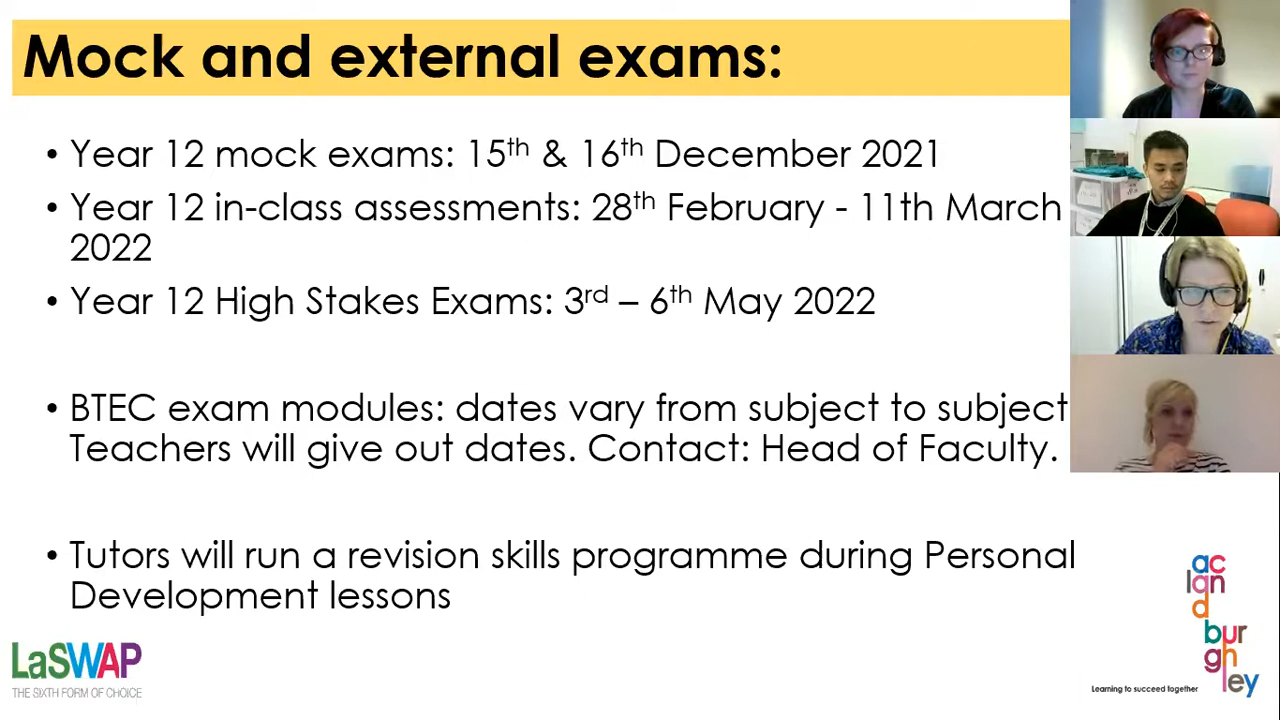 Mock and external exams:
• Year 12 mock exams: 15th & 16th December 2021
• Year 12 in-class assessments: 28th February - 11th March
2022
• Year 12 High Stakes Exams: 3rd – 6th May 2022
• BTEC exam modules: dates vary from subject to subject
Teachers will give out dates. Contact: Head of Faculty.
• Tutors will run a revision skills programme during Personal
Development lessons
LaSWAP
THE SIXTH FORM OF CHOICE
ac
lan
d
bur
gh
ley
Learning to succeed together